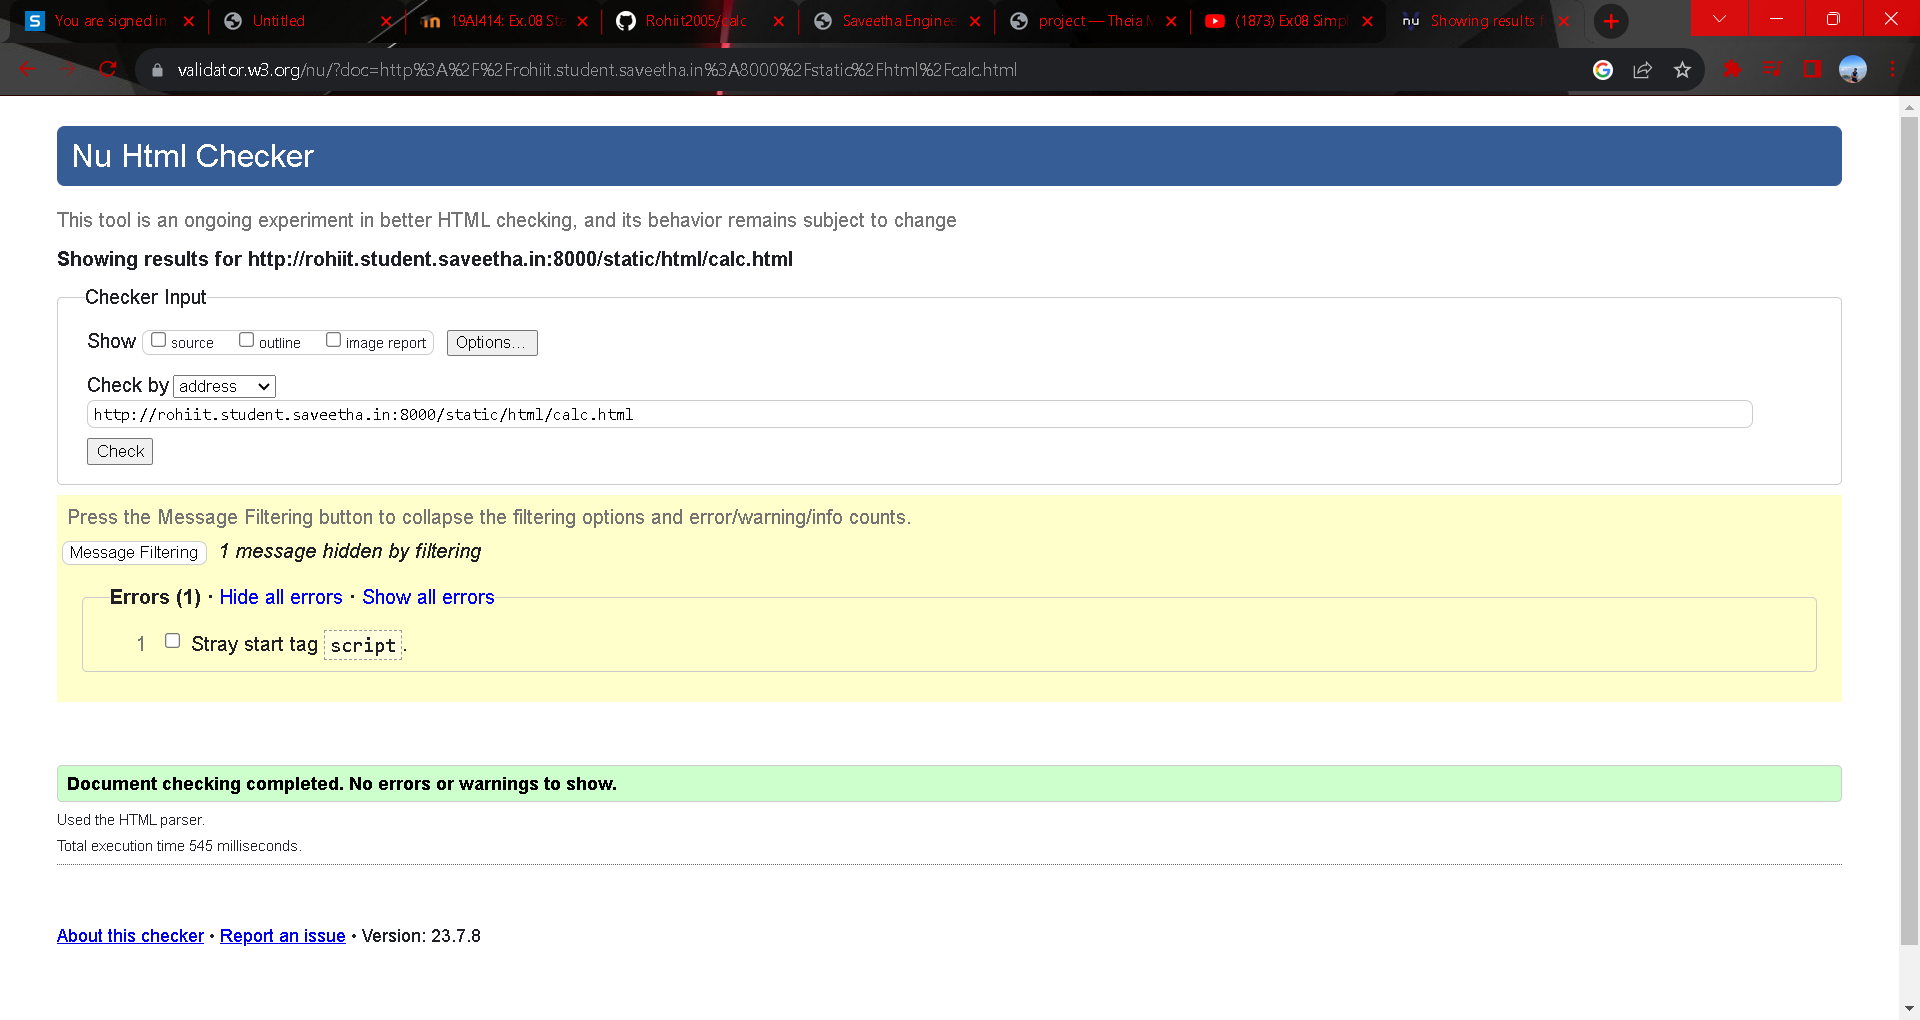 You are signed in
Untitled
19AI414: Ex.08 Sta
Rohiit2005/calc
Saveetha Enginee
project — Theia
(1873) Ex08 Simpl
Showing results f
validator.w3.org/nu/?doc=http%3A%2F%2Frohiit.student.saveetha.in%3A8000%2Fstatic%2Fhtml%2Fcalc.html
Nu Html Checker
This tool is an ongoing experiment in better HTML checking, and its behavior remains subject to change
Showing results for http://rohiit.student.saveetha.in:8000/static/html/calc.html
Checker Input
Show source outline image report Options...
Check by address
http://rohiit.student.saveetha.in:8000/static/html/calc.html
Check
Press the Message Filtering button to collapse the filtering options and error/warning/info counts.
Message Filtering 1 message hidden by filtering
Errors (1) · Hide all errors · Show all errors
1 Stray start tag script.
Document checking completed. No errors or warnings to show.
Used the HTML parser.
Total execution time 545 milliseconds.
About this checker • Report an issue • Version: 23.7.8